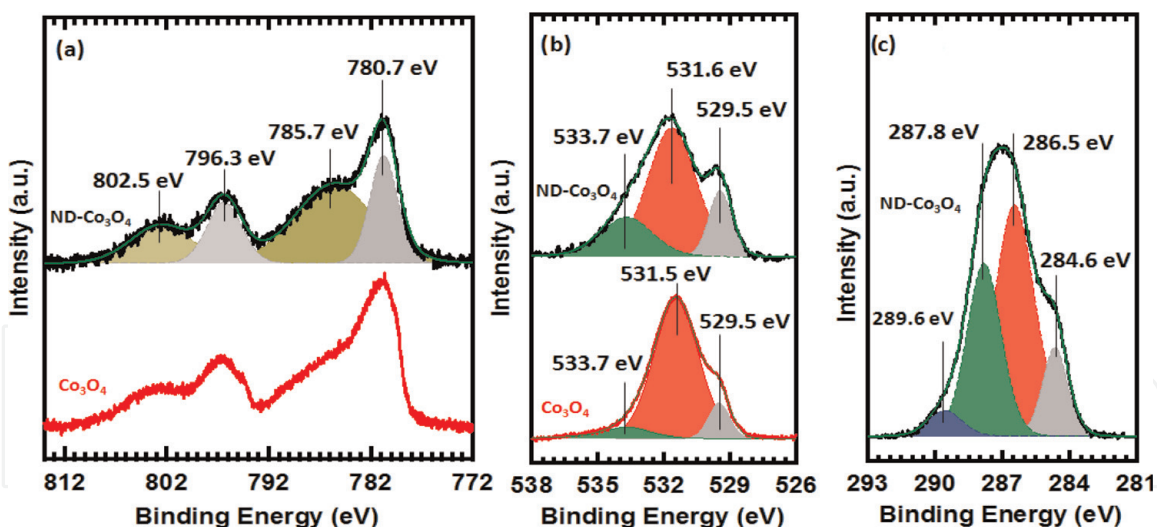 (a)
780.7 eV
785.7 eV
796.3 eV
802.5 eV
ND-Co₃O₄
Co₃O₄
Intensity (a.u.)
812 802 792 782 772
Binding Energy (eV)
(b)
531.6 eV
529.5 eV
533.7 eV
ND-Co₃O₄
531.5 eV
529.5 eV
533.7 eV
Co₃O₄
Intensity (a.u.)
538 535 532 529 526
Binding Energy (eV)
(c)
287.8 eV
286.5 eV
ND-Co₃O₄
284.6 eV
289.6 eV
Intensity (a.u.)
293 290 287 284 281
Binding Energy (eV)